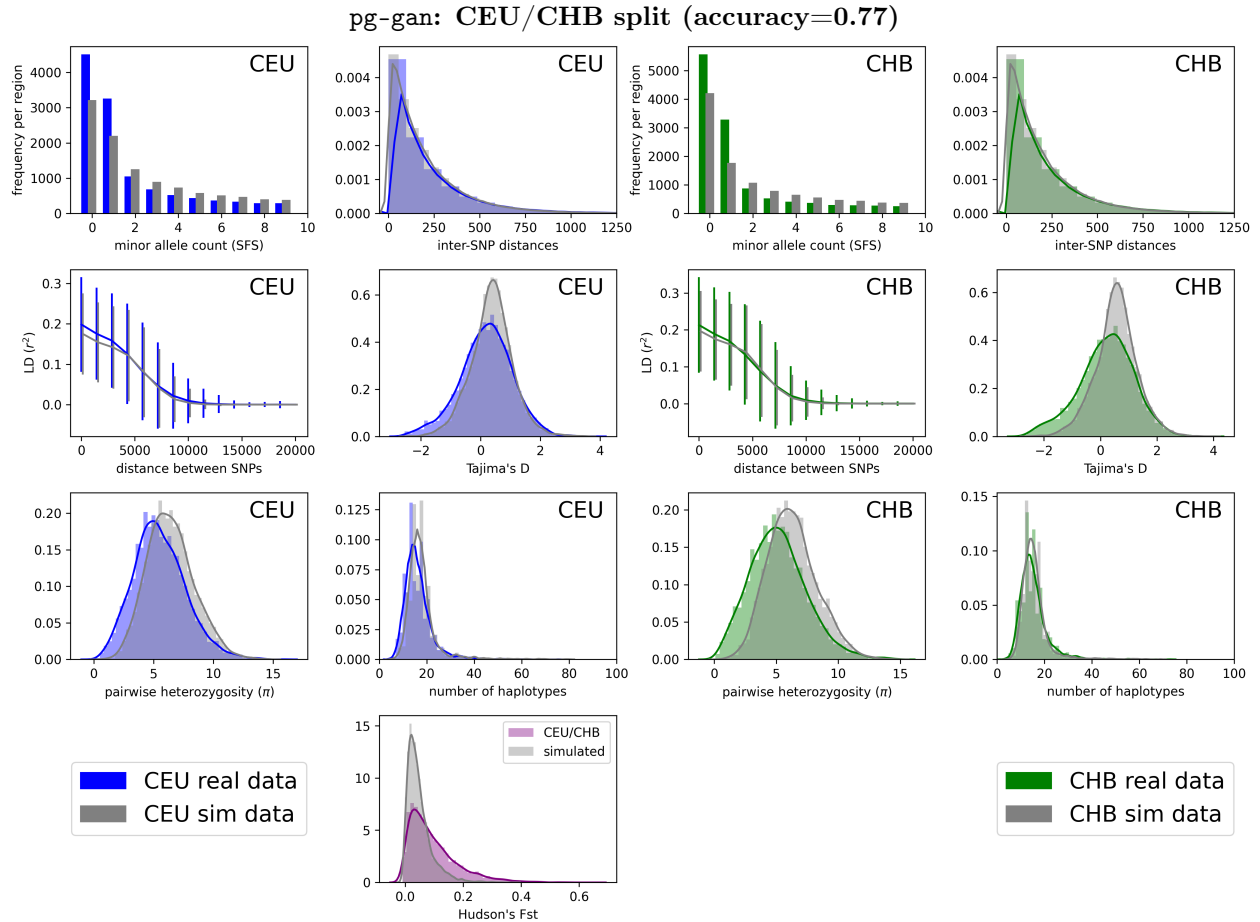 pg-gan: CEU/CHB split (accuracy=0.77)
CEU
frequency per region
4000
3000
2000
1000
0
0 2 4 6 8 10
minor allele count (SFS)
CEU
0.004
0.003
0.002
0.001
0.000
0 250 500 750 1000 1250
inter-SNP distances
CHB
frequency per region
5000
4000
3000
2000
1000
0
0 2 4 6 8 10
minor allele count (SFS)
CHB
0.004
0.003
0.002
0.001
0.000
0 250 500 750 1000 1250
inter-SNP distances
CEU
LD (r²)
0.3
0.2
0.1
0.0
0 5000 10000 15000 20000
distance between SNPs
CEU
0.6
0.4
0.2
0.0
−2 0 2 4
Tajima's D
CHB
LD (r²)
0.3
0.2
0.1
0.0
0 5000 10000 15000 20000
distance between SNPs
CHB
0.6
0.4
0.2
0.0
−2 0 2 4
Tajima's D
CEU
0.20
0.15
0.10
0.05
0.00
0 5 10 15
pairwise heterozygosity (π)
CEU
0.125
0.100
0.075
0.050
0.025
0.000
0 20 40 60 80 100
number of haplotypes
CHB
0.20
0.15
0.10
0.05
0.00
0 5 10 15
pairwise heterozygosity (π)
CHB
0.15
0.10
0.05
0.00
0 20 40 60 80 100
number of haplotypes
CEU real data
CEU sim data
CEU/CHB
simulated
15
10
5
0
0.0 0.2 0.4 0.6
Hudson's Fst
CHB real data
CHB sim data